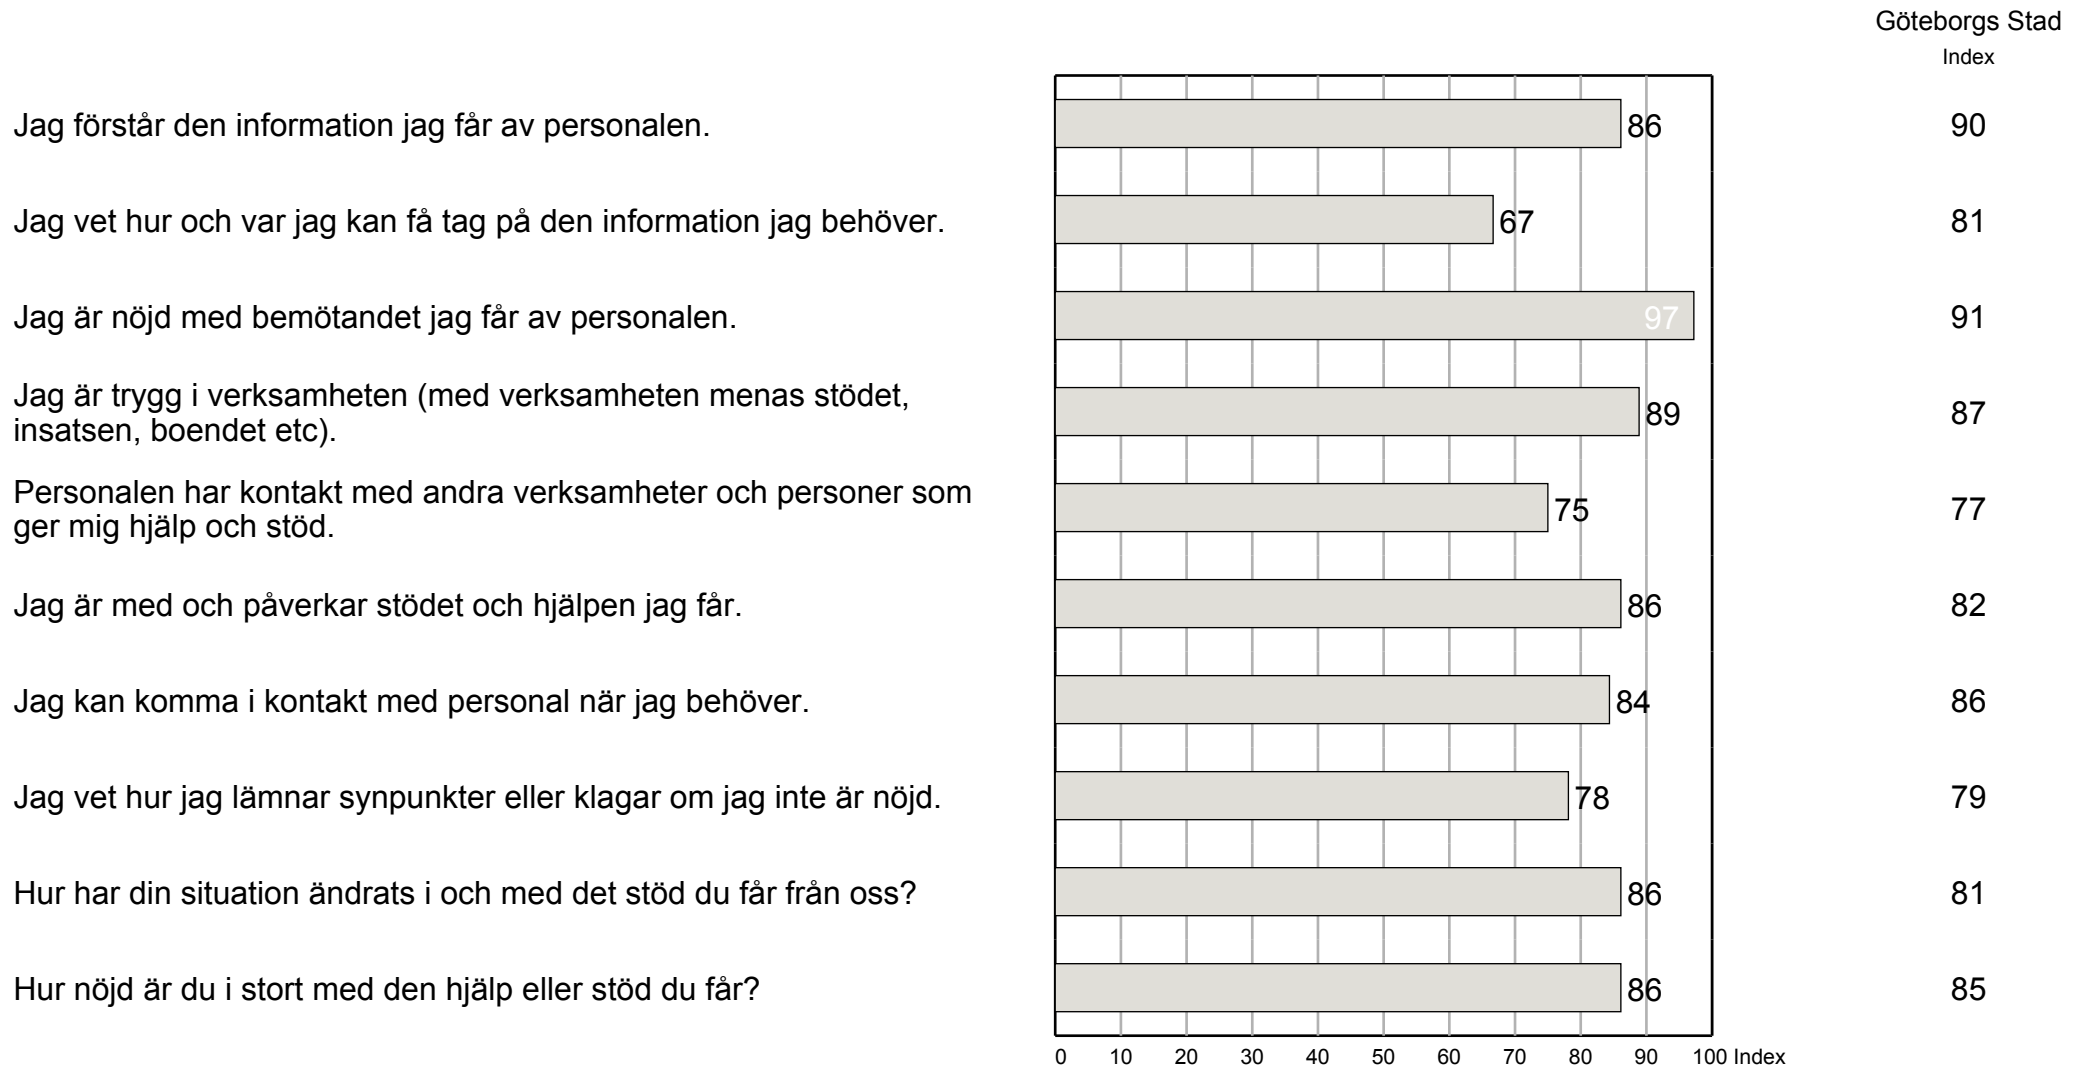 Göteborgs Stad
Index
Jag förstår den information jag får av personalen. 86 90
Jag vet hur och var jag kan få tag på den information jag behöver. 67 81
Jag är nöjd med bemötandet jag får av personalen. 97 91
Jag är trygg i verksamheten (med verksamheten menas stödet,
insatsen, boendet etc). 89 87
Personalen har kontakt med andra verksamheter och personer som
ger mig hjälp och stöd. 75 77
Jag är med och påverkar stödet och hjälpen jag får. 86 82
Jag kan komma i kontakt med personal när jag behöver. 84 86
Jag vet hur jag lämnar synpunkter eller klagar om jag inte är nöjd. 78 79
Hur har din situation ändrats i och med det stöd du får från oss? 86 81
Hur nöjd är du i stort med den hjälp eller stöd du får? 86 85
0 10 20 30 40 50 60 70 80 90 100 Index